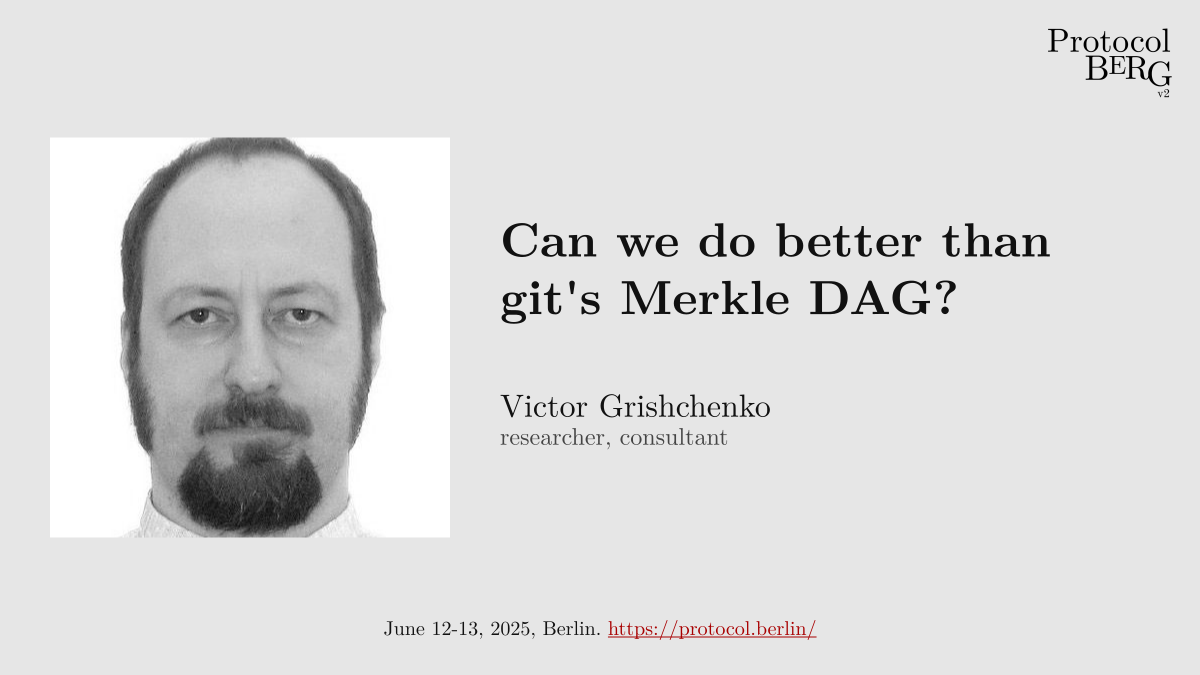 Protocol
BERG
v2
Can we do better than
git's Merkle DAG?
Victor Grishchenko
researcher, consultant
June 12-13, 2025, Berlin. https://protocol.berlin/